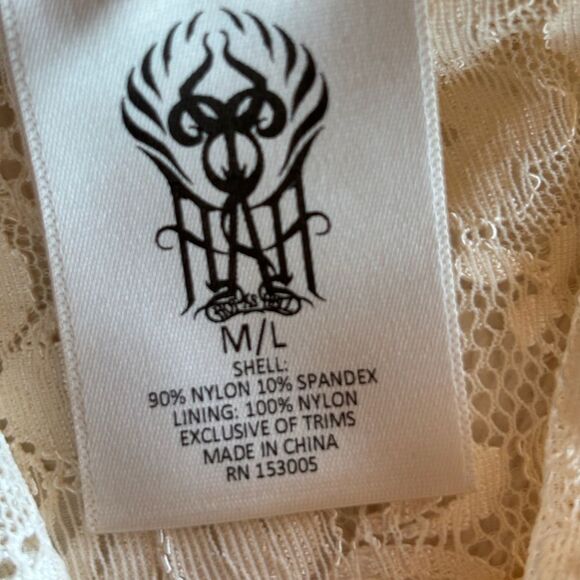 M/L
SHELL:
90% NYLON 10% SPANDEX
LINING: 100% NYLON
EXCLUSIVE OF TRIMS
MADE IN CHINA
RN 153005